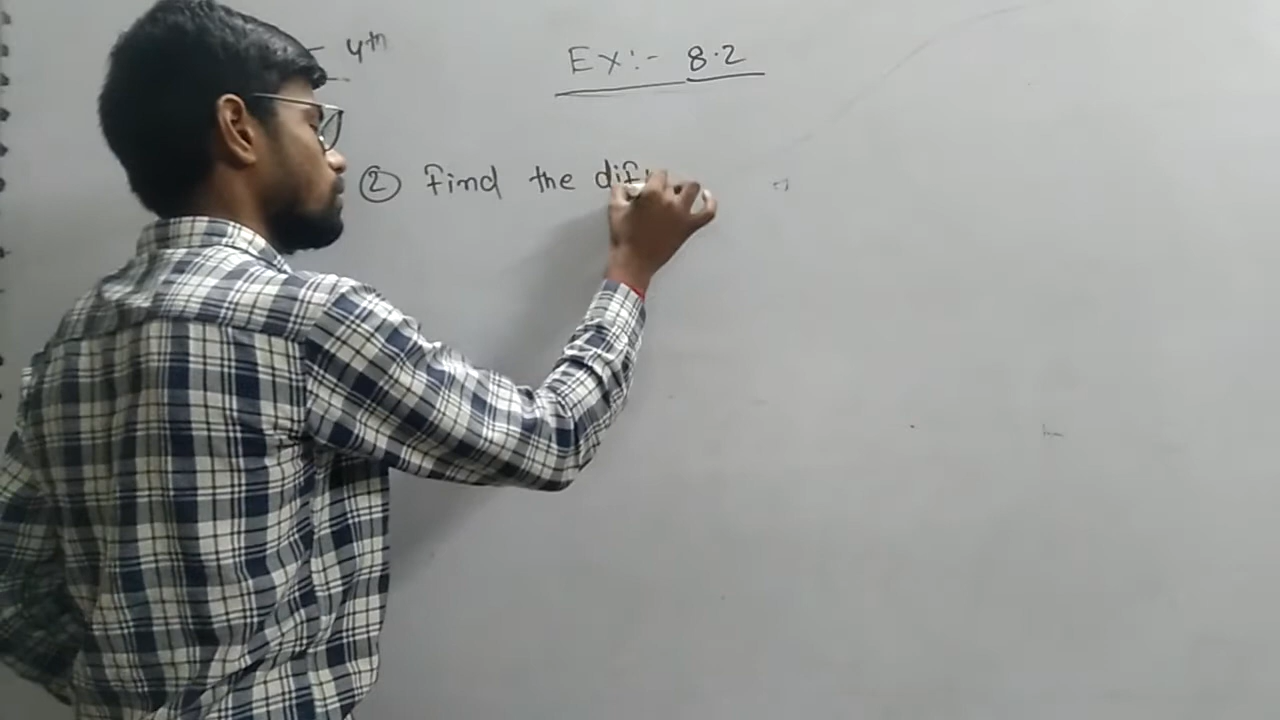 4th
Ex:- 8.2
② Find the dif